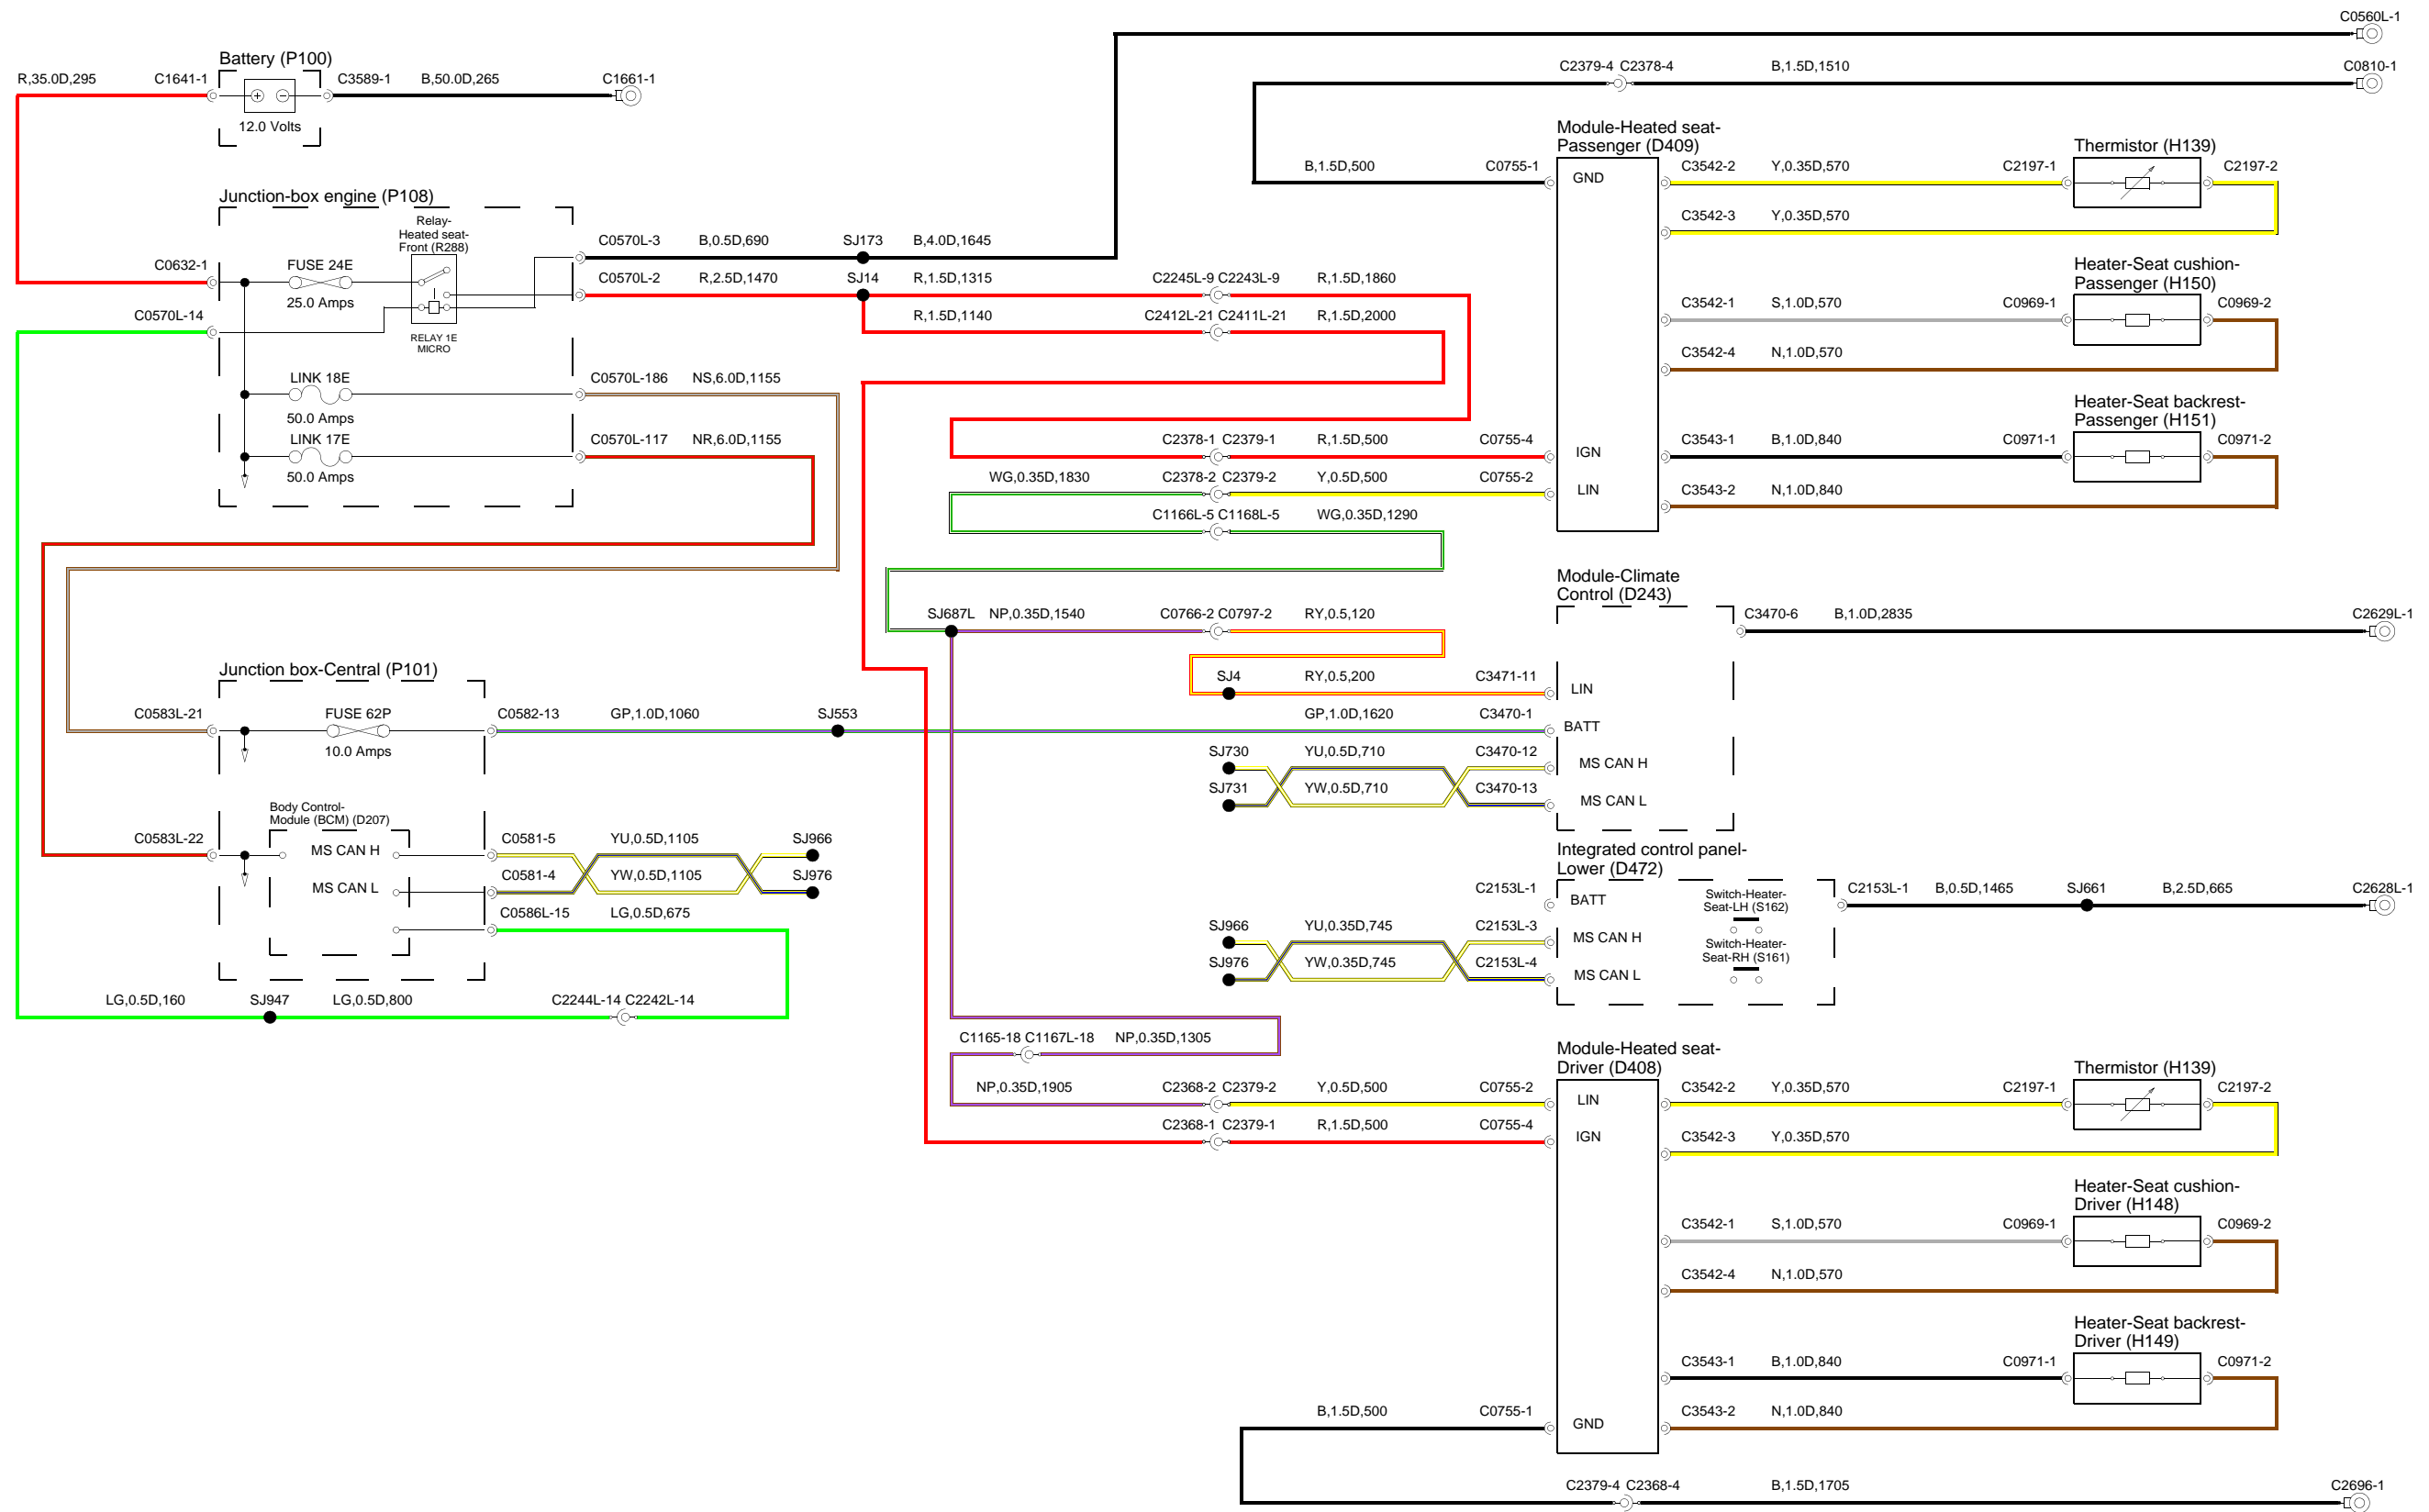 C0560L-1
Battery (P100)
R,35.0D,295
C1641-1
C3589-1
B,50.0D,265
C1661-1
12.0 Volts
C2379-4 C2378-4
B,1.5D,1510
C0810-1
Junction-box engine (P108)
Relay-
Heated seat-
Front (R288)
C0632-1
FUSE 24E
25.0 Amps
C0570L-14
RELAY 1E
MICRO
LINK 18E
50.0 Amps
LINK 17E
50.0 Amps
C0570L-3
B,0.5D,690
SJ173
B,4.0D,1645
C0570L-2
R,2.5D,1470
SJ14
R,1.5D,1315
C2245L-9 C2243L-9
R,1.5D,1860
R,1.5D,1140
C2412L-21 C2411L-21
R,1.5D,2000
C0570L-186
NS,6.0D,1155
C0570L-117
NR,6.0D,1155
Module-Heated seat-
Passenger (D409)
B,1.5D,500
C0755-1
GND
C2378-1 C2379-1
R,1.5D,500
C0755-4
IGN
WG,0.35D,1830
C2378-2 C2379-2
Y,0.5D,500
C0755-2
LIN
C1166L-5 C1168L-5
WG,0.35D,1290
C3542-2
Y,0.35D,570
C2197-1
Thermistor (H139)
C2197-2
C3542-3
Y,0.35D,570
Heater-Seat cushion-
Passenger (H150)
C3542-1
S,1.0D,570
C0969-1
C0969-2
C3542-4
N,1.0D,570
Heater-Seat backrest-
Passenger (H151)
C3543-1
B,1.0D,840
C0971-1
C0971-2
C3543-2
N,1.0D,840
Module-Climate
Control (D243)
SJ687L
NP,0.35D,1540
C0766-2 C0797-2
RY,0.5,120
C3470-6
B,1.0D,2835
C2629L-1
SJ4
RY,0.5,200
C3471-11
LIN
GP,1.0D,1620
C3470-1
BATT
SJ730
YU,0.5D,710
C3470-12
MS CAN H
SJ731
YW,0.5D,710
C3470-13
MS CAN L
Junction box-Central (P101)
C0583L-21
FUSE 62P
10.0 Amps
C0582-13
GP,1.0D,1060
SJ553
Body Control-
Module (BCM) (D207)
C0583L-22
MS CAN H
MS CAN L
C0581-5
YU,0.5D,1105
SJ966
C0581-4
YW,0.5D,1105
SJ976
C0586L-15
LG,0.5D,675
LG,0.5D,160
SJ947
LG,0.5D,800
C2244L-14 C2242L-14
Integrated control panel-
Lower (D472)
C2153L-1
BATT
SJ966
YU,0.35D,745
C2153L-3
MS CAN H
SJ976
YW,0.35D,745
C2153L-4
MS CAN L
Switch-Heater-
Seat-LH (S162)
Switch-Heater-
Seat-RH (S161)
C2153L-1
B,0.5D,1465
SJ661
B,2.5D,665
C2628L-1
C1165-18 C1167L-18
NP,0.35D,1305
Module-Heated seat-
Driver (D408)
NP,0.35D,1905
C2368-2 C2379-2
Y,0.5D,500
C0755-2
LIN
C2368-1 C2379-1
R,1.5D,500
C0755-4
IGN
B,1.5D,500
C0755-1
GND
C3542-2
Y,0.35D,570
C2197-1
Thermistor (H139)
C2197-2
C3542-3
Y,0.35D,570
Heater-Seat cushion-
Driver (H148)
C3542-1
S,1.0D,570
C0969-1
C0969-2
C3542-4
N,1.0D,570
Heater-Seat backrest-
Driver (H149)
C3543-1
B,1.0D,840
C0971-1
C0971-2
C3543-2
N,1.0D,840
C2379-4 C2368-4
B,1.5D,1705
C2696-1